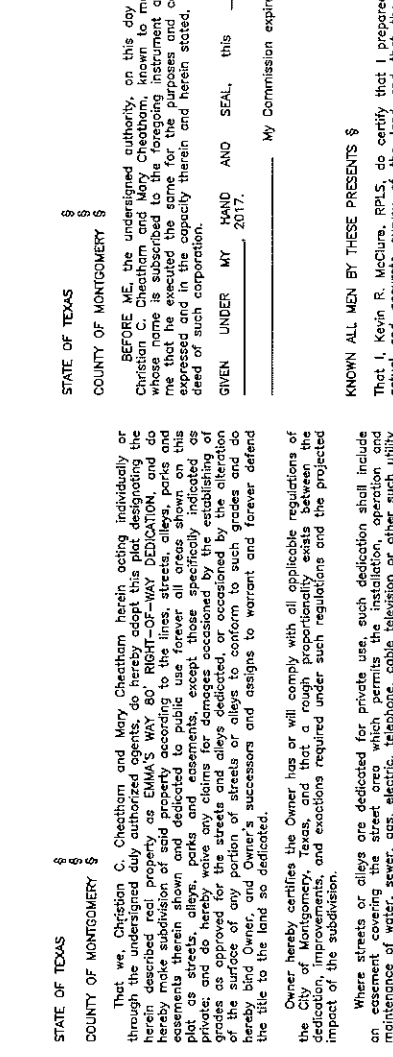 STATE OF TEXAS §
§
COUNTY OF MONTGOMERY §
That we, Christian C. Cheatham and Mary Cheatham herein acting individually or
through the undersigned duly authorized agents, do hereby adopt this plat designating the
herein described real property as EMMA'S WAY 80' RIGHT-OF-WAY DEDICATION, and do
hereby make subdivision of said property according to the lines, streets, alleys, parks and
easements therein shown and dedicated to public use forever all areas shown on this
plat as streets, alleys, parks and easements, except those specifically indicated as
private; and do hereby waive any claims for damages occasioned by the establishing of
grades as approved for the streets and alleys dedicated, or occasioned by the alteration
of the surface of any portion of streets or alleys to conform to such grades and do
hereby bind Owner, and Owner's successors and assigns to warrant and forever defend
the title to the land so dedicated.
Owner hereby certifies the Owner has or will comply with all applicable regulations of
the City of Montgomery, Texas, and that a rough proportionality exists between the
dedication, improvements, and exactions required under such regulations and the projected
impact of the subdivision.
Where streets or alleys are dedicated for private use, such dedication shall include
an easement covering the street area which permits the installation, operation and
maintenance of water, sewer, gas, electric, telephone, cable television or other such utility
STATE OF TEXAS §
§
COUNTY OF MONTGOMERY §
BEFORE ME, the undersigned authority, on this day
Christian C. Cheatham and Mary Cheatham, known to m
whose name is subscribed to the foregoing instrument a
me that he executed the same for the purposes and c
expressed and in the capacity therein and herein stated,
deed of such corporation.
GIVEN UNDER MY HAND AND SEAL, this
, 2017.
My Commission expire
KNOWN ALL MEN BY THESE PRESENTS §
That I, Kevin R. McClure, RPLS, do certify that I prepared
actual and accurate survey of the land and that the